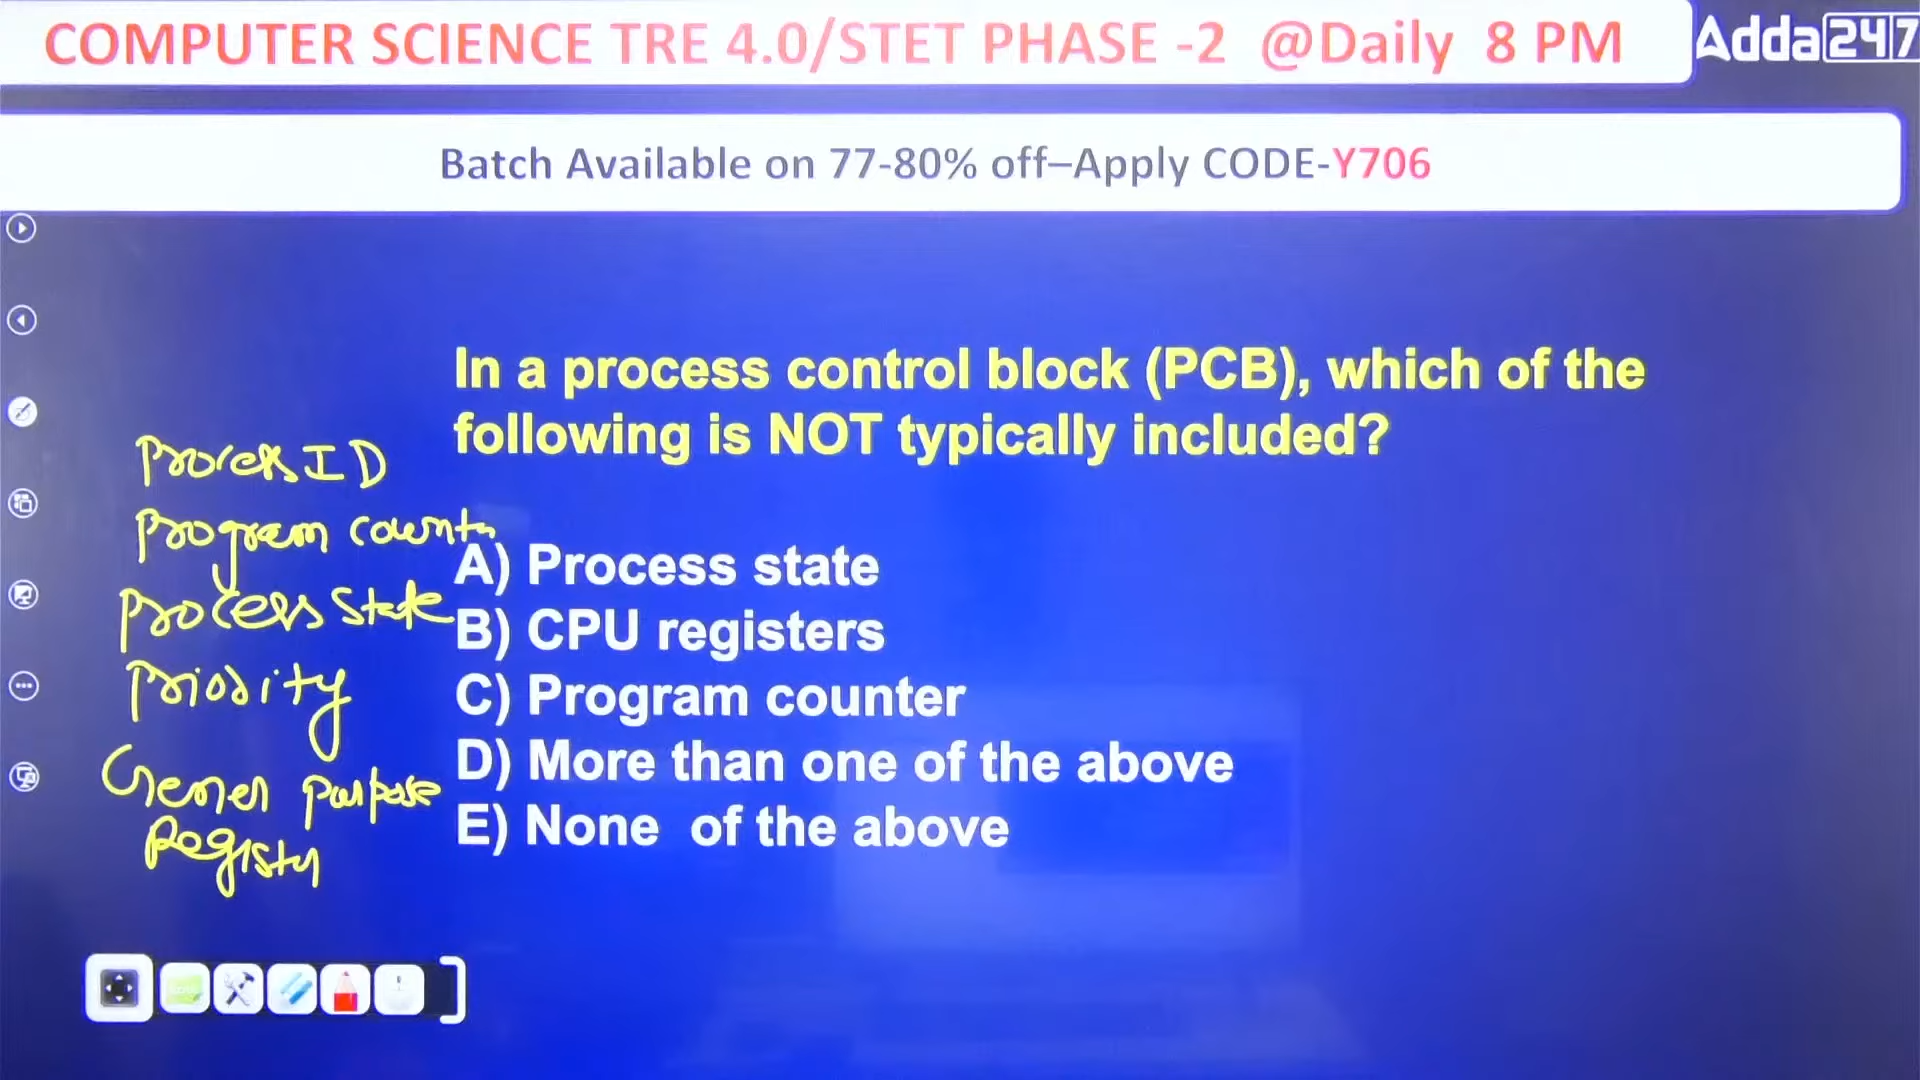 COMPUTER SCIENCE TRE 4.0/STET PHASE -2 @Daily 8 PM
Adda247
Batch Available on 77-80% off–Apply CODE-Y706
In a process control block (PCB), which of the
following is NOT typically included?
Process ID
Program
Process State
Priority
purpose
A) Process state
B) CPU registers
C) Program counter
D) More than one of the above
E) None of the above